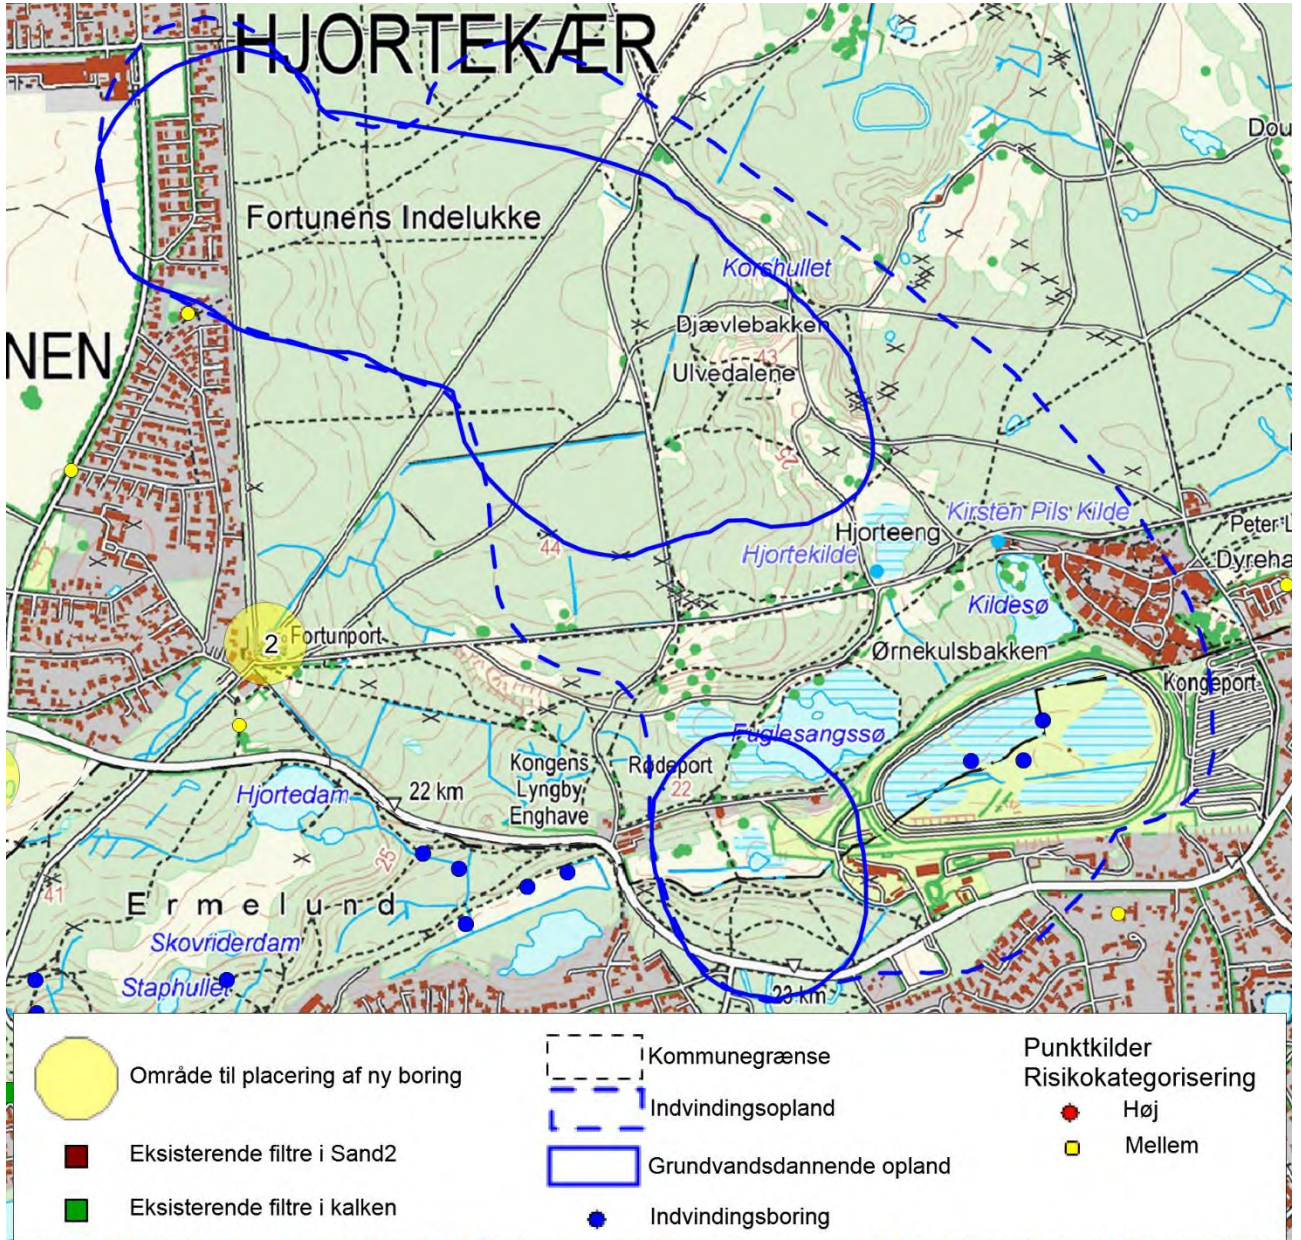 HJORTEKÆR
Dou
Fortunens Indelukke
Korshullet
Djævlebakken
NEN
43
Ulvedalene
25
Kirsten Pils Kilde
Hjorteeng
Peter L
44
Hjortekilde
Dyreha
Kildesø
2
Fortunport
Ørnekulsbakken
Kongeport
Fuglesangssø
Kongens
Lyngby
Enghave
Rødeport
22
22 km
Hjortedam
25
41
Ermelund
Skovriderdam
Staphullet
23 km
Område til placering af ny boring
Eksisterende filtre i Sand2
Eksisterende filtre i kalken
Kommunegrænse
Indvindingsopland
Grundvandsdannende opland
Indvindingsboring
Punktkilder
Risikokategorisering
Høj
Mellem